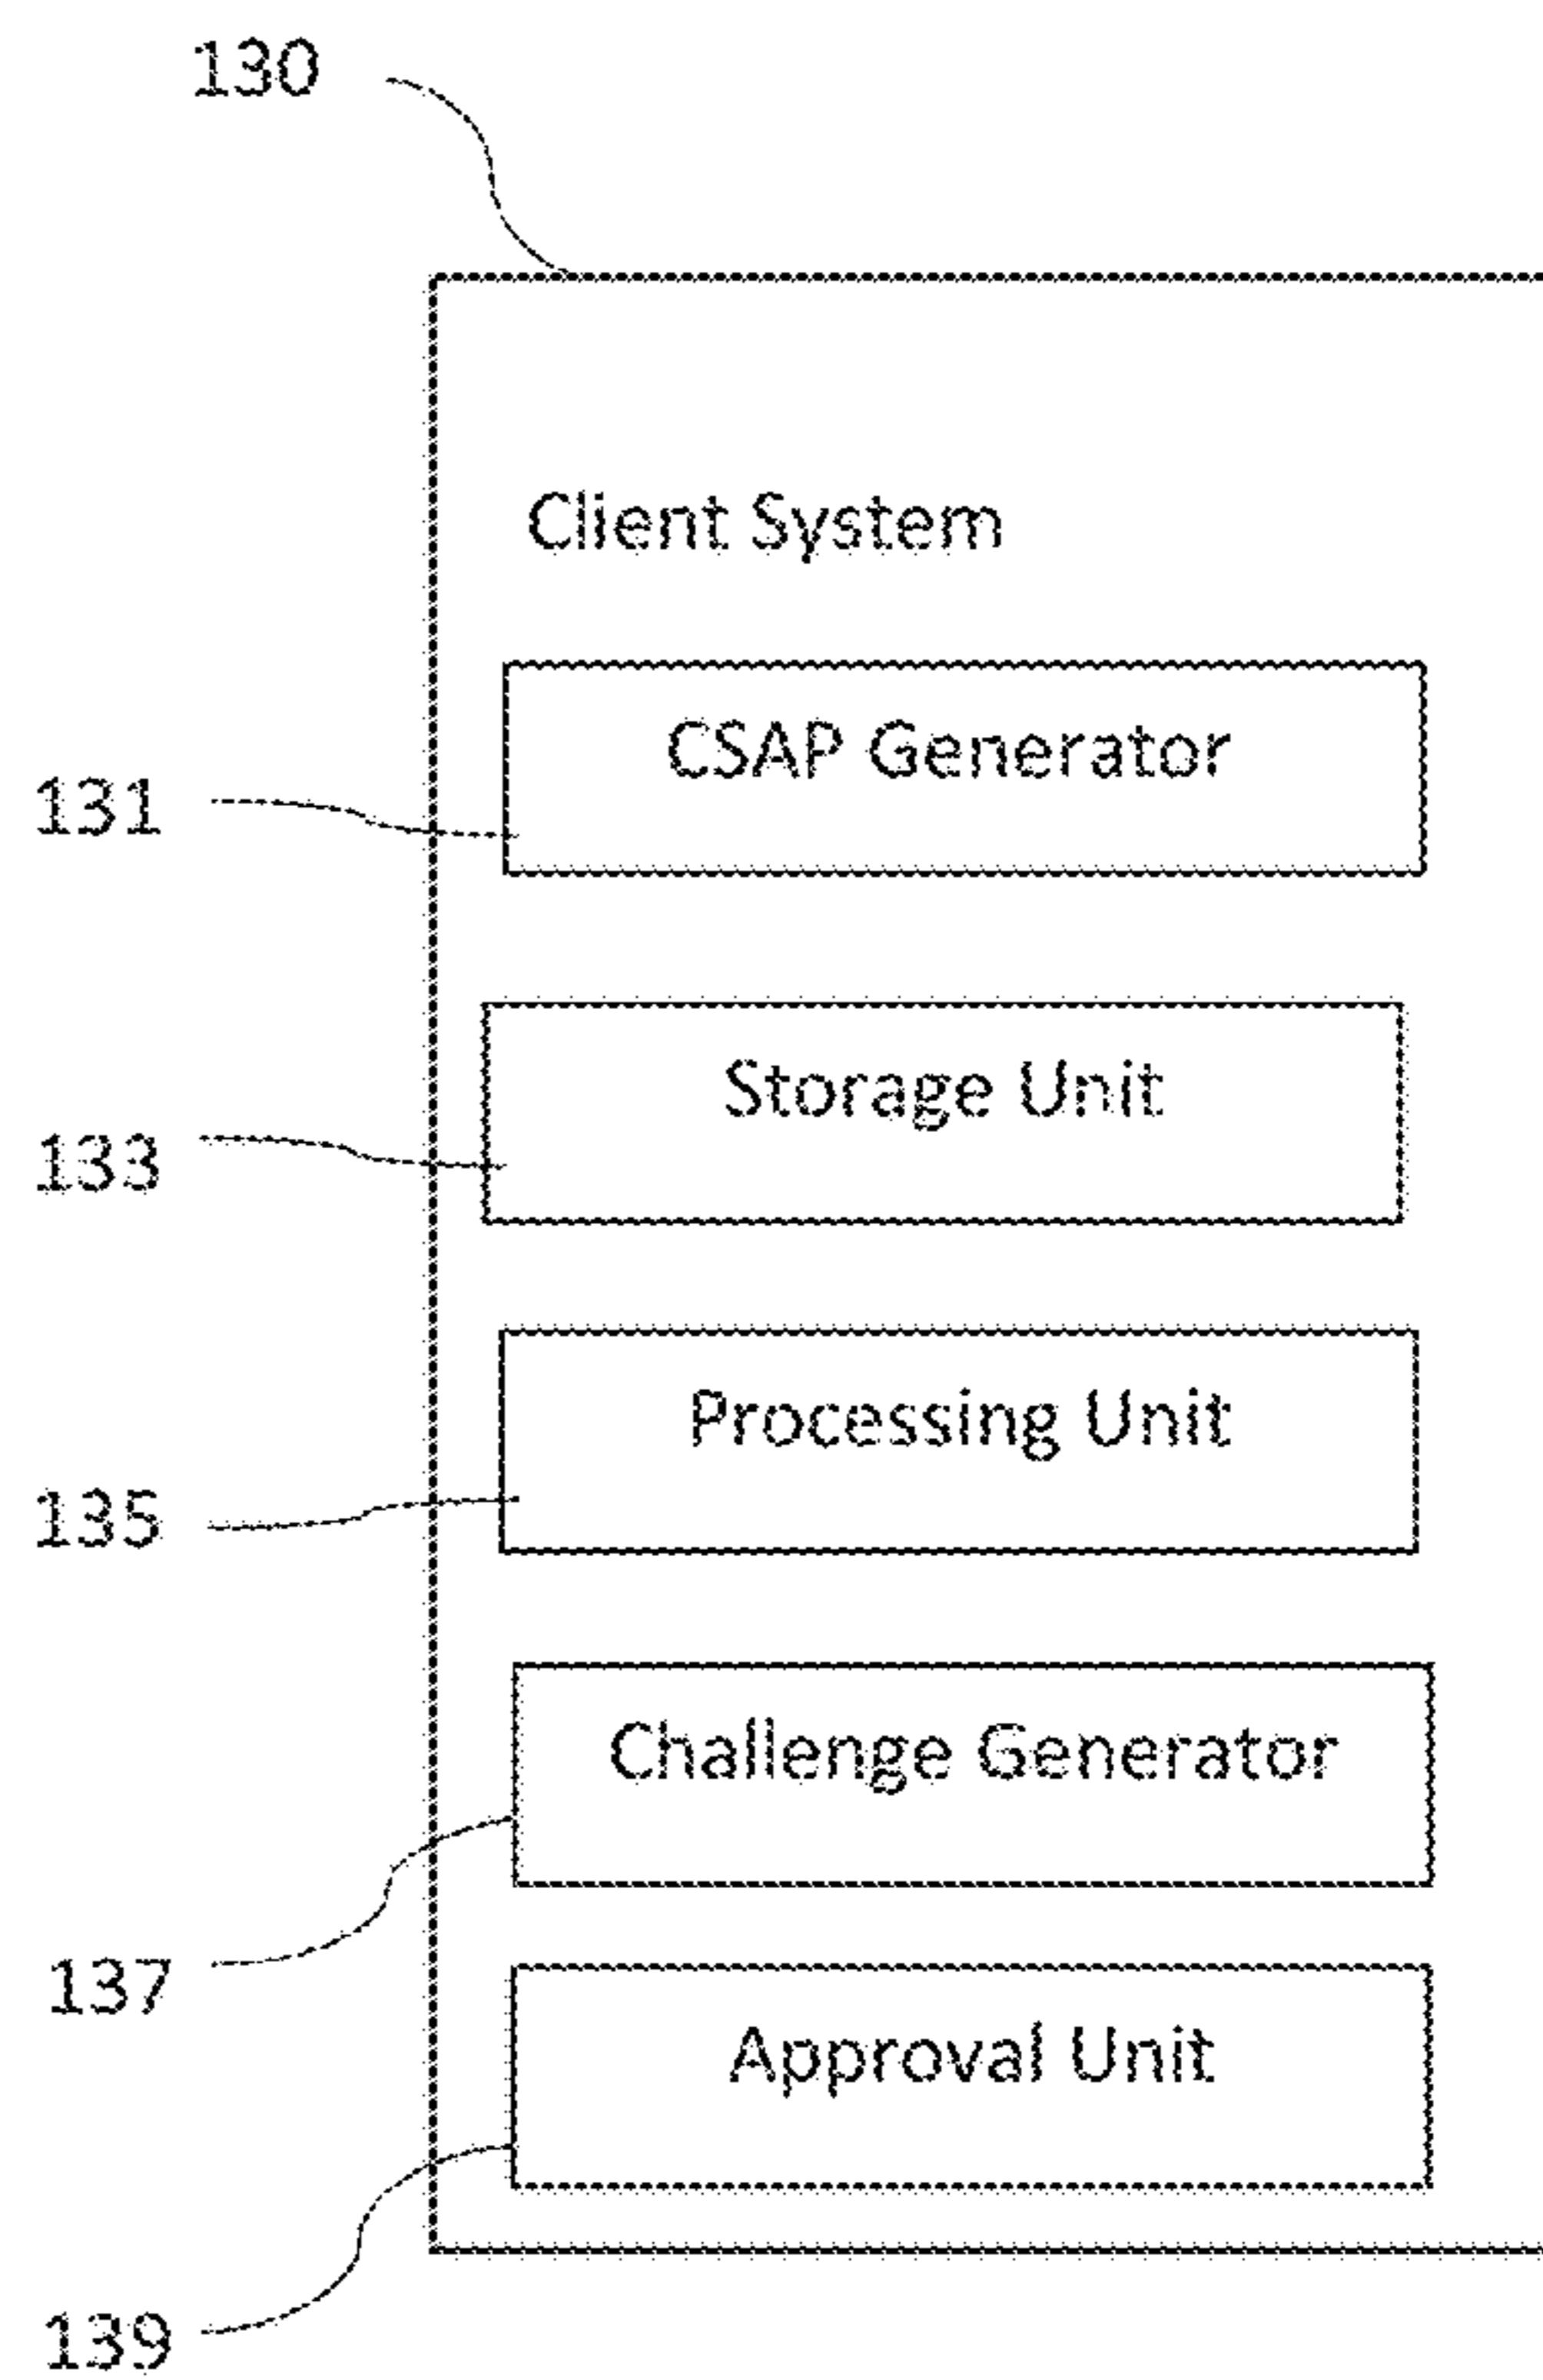 130
Client System
CSAP Generator
131
Storage Unit
133
Processing Unit
135
Challenge Generator
137
Approval Unit
139